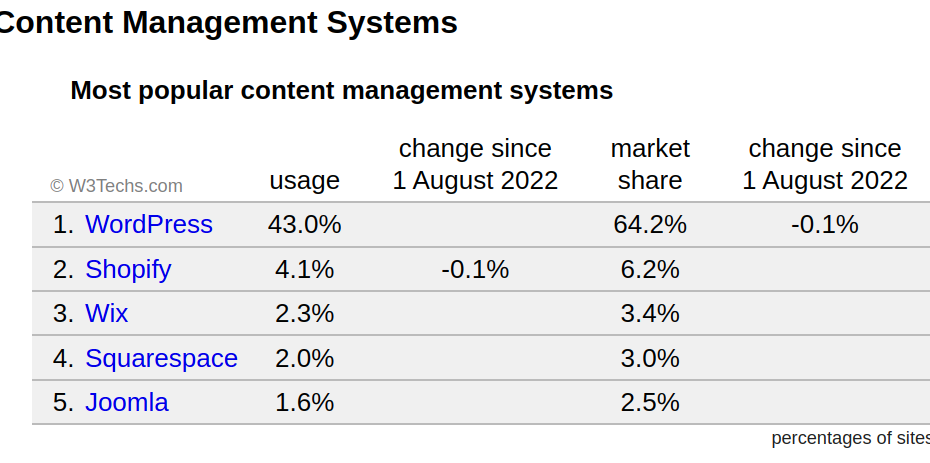 Content Management Systems
Most popular content management systems
change since market change since
© W3Techs.com usage 1 August 2022 share 1 August 2022
1. WordPress 43.0% 64.2% -0.1%
2. Shopify 4.1% -0.1% 6.2%
3. Wix 2.3% 3.4%
4. Squarespace 2.0% 3.0%
5. Joomla 1.6% 2.5%
percentages of sites